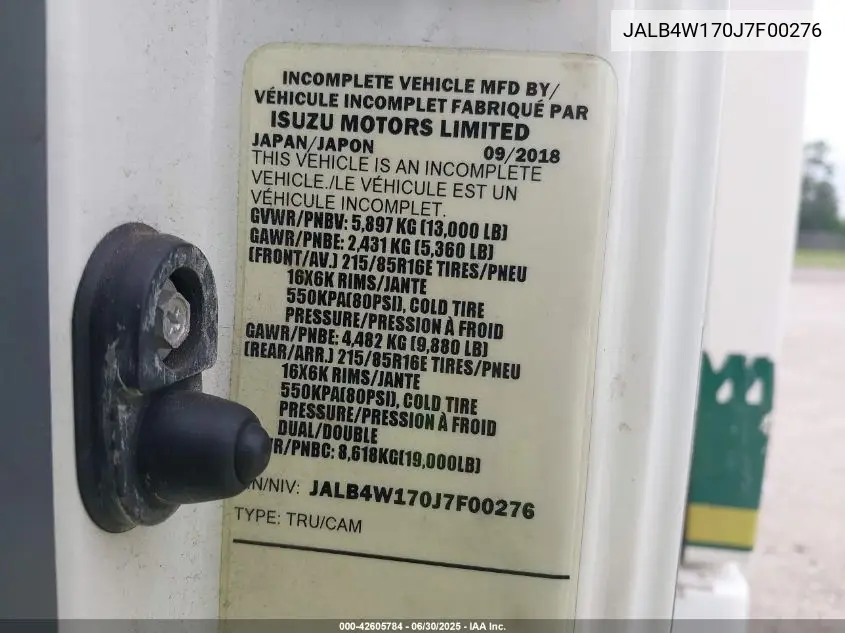 JALB4W170J7F00276
INCOMPLETE VEHICLE MFD BY/
VÉHICULE INCOMPLET FABRIQUÉ PAR
ISUZU MOTORS LIMITED
JAPAN/JAPON 09/2018
THIS VEHICLE IS AN INCOMPLETE
VEHICLE./LE VÉHICULE EST UN
VÉHICULE INCOMPLET.
GVWR/PNBV: 5,897 KG (13,000 LB)
GAWR/PNBE: 2,431 KG (5,360 LB)
(FRONT/AV.) 215/85R16E TIRES/PNEU
16X6K RIMS/JANTE
550KPA(80PSI), COLD TIRE
PRESSURE/PRESSION À FROID
GAWR/PNBE: 4,482 KG (9,880 LB)
(REAR/ARR.) 215/85R16E TIRES/PNEU
16X6K RIMS/JANTE
550KPA(80PSI), COLD TIRE
PRESSURE/PRESSION À FROID
DUAL/DOUBLE
R/PNBC: 8,618KG(19,000LB)
N/NIV: JALB4W170J7F00276
TYPE: TRU/CAM
000-42605784 - 06/30/2025 - IAA Inc.